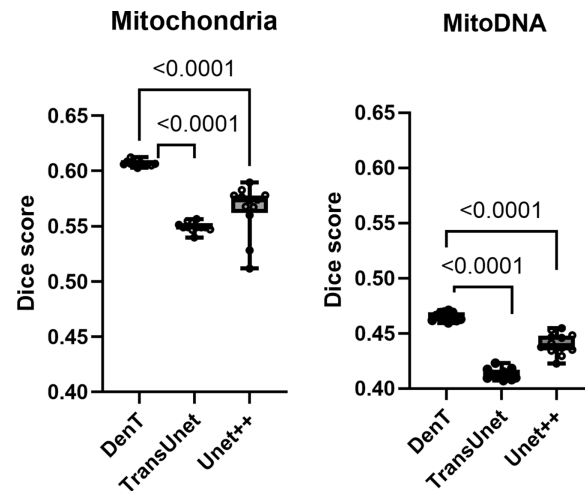 Mitochondria
<0.0001
<0.0001
Dice score
0.65
0.60
0.55
0.50
0.45
0.40
DenT
TransUnet
Unet++
MitoDNA
<0.0001
<0.0001
Dice score
0.65
0.60
0.55
0.50
0.45
0.40
DenT
TransUnet
Unet++